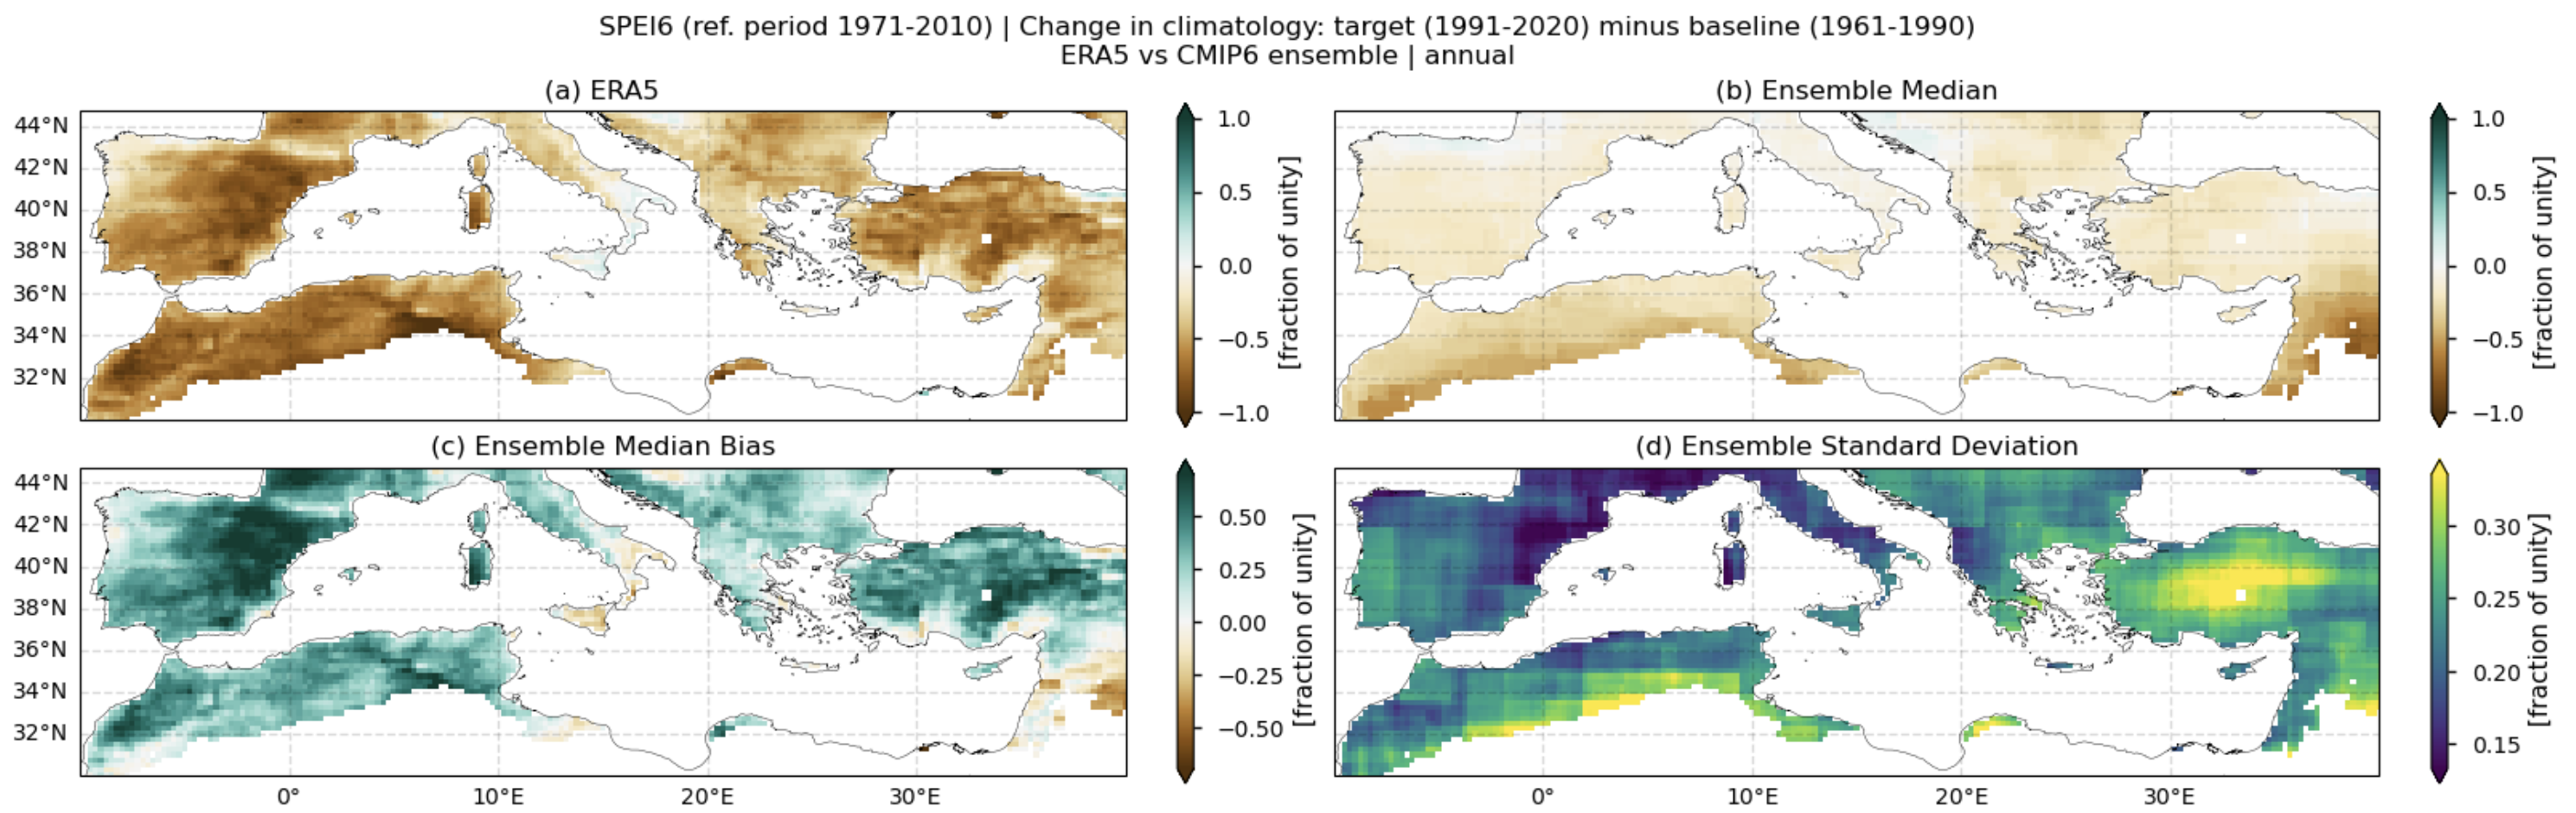 SPEI6 (ref. period 1971-2010) | Change in climatology: target (1991-2020) minus baseline (1961-1990)
ERA5 vs CMIP6 ensemble | annual
(a) ERA5
44°N
42°N
40°N
38°N
36°N
34°N
32°N
1.0
0.5
0.0
−0.5
−1.0
[fraction of unity]
(b) Ensemble Median
1.0
0.5
0.0
−0.5
−1.0
[fraction of unity]
(c) Ensemble Median Bias
44°N
42°N
40°N
38°N
36°N
34°N
32°N
0°
10°E
20°E
30°E
0.50
0.25
0.00
−0.25
−0.50
[fraction of unity]
(d) Ensemble Standard Deviation
0°
10°E
20°E
30°E
0.30
0.25
0.20
0.15
[fraction of unity]